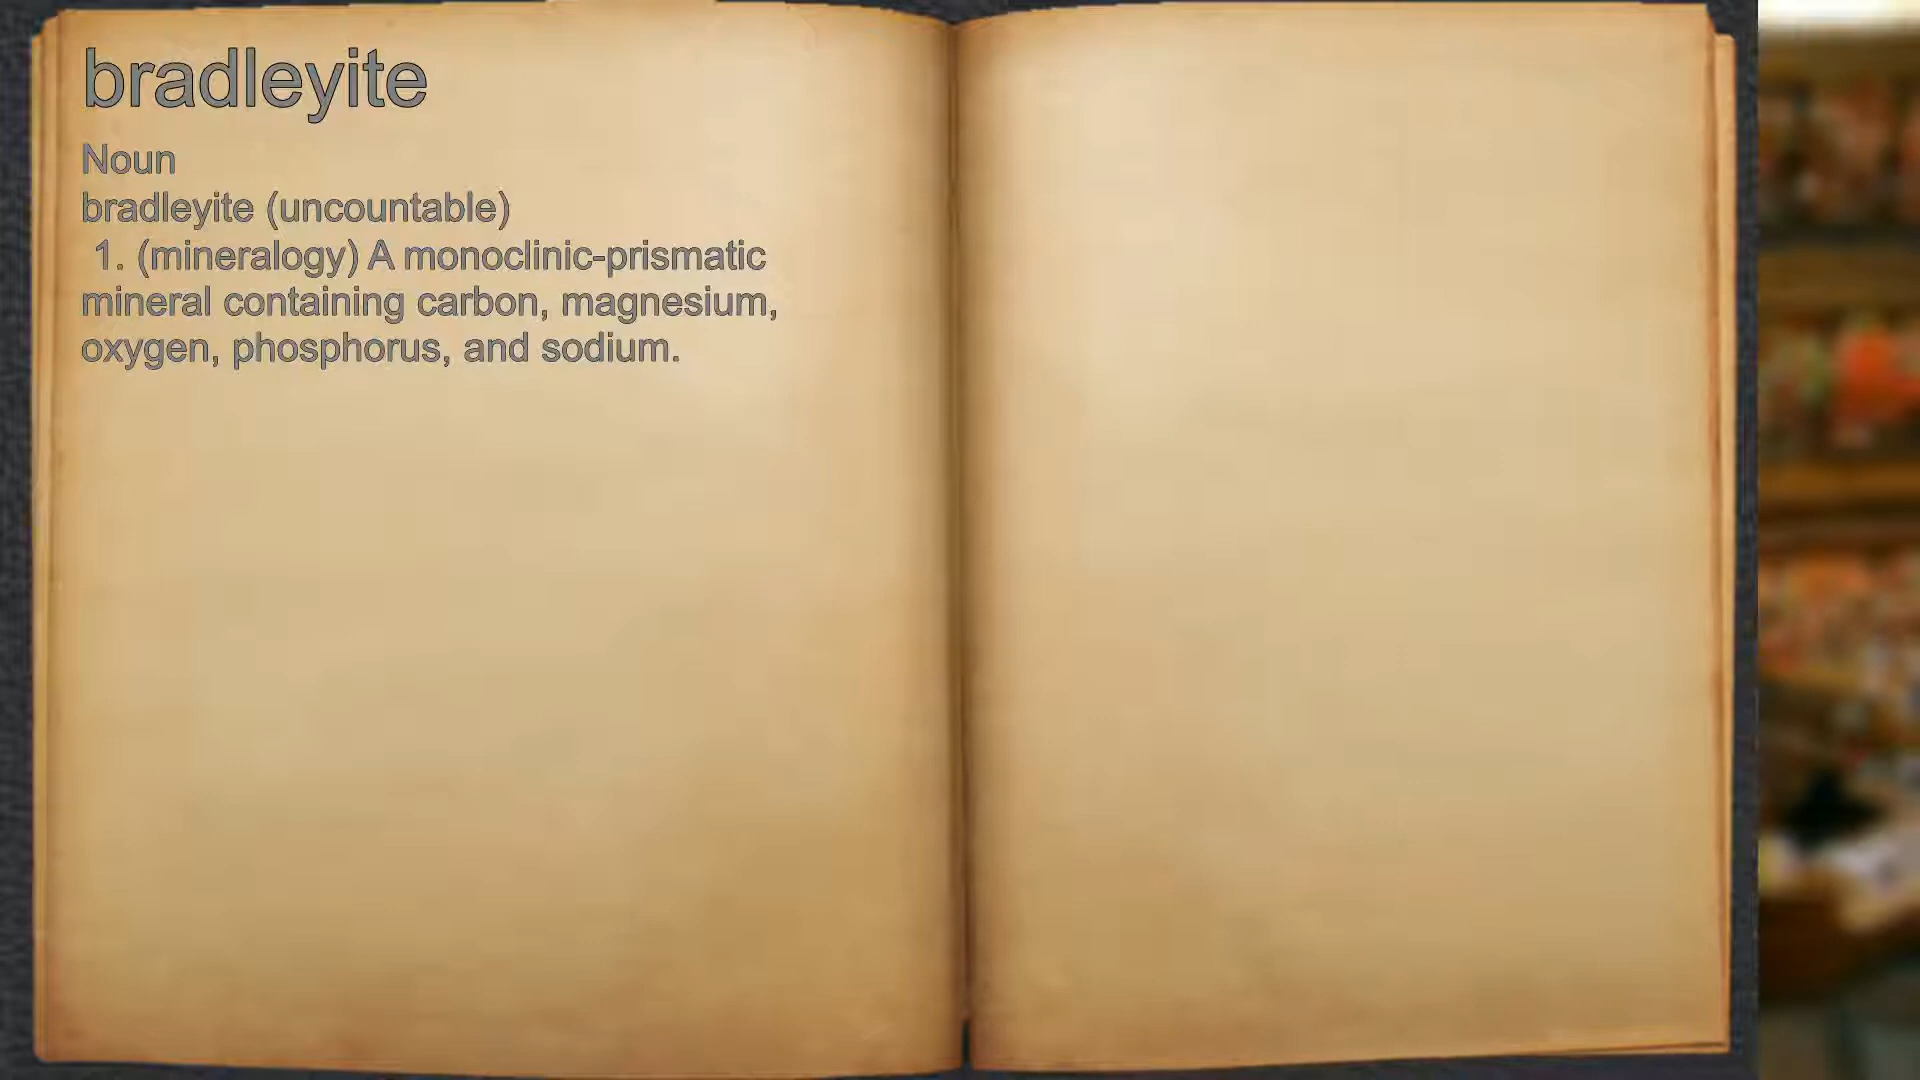 bradleyite
Noun
bradleyite (uncountable)
1. (mineralogy) A monoclinic-prismatic
mineral containing carbon, magnesium,
oxygen, phosphorus, and sodium.